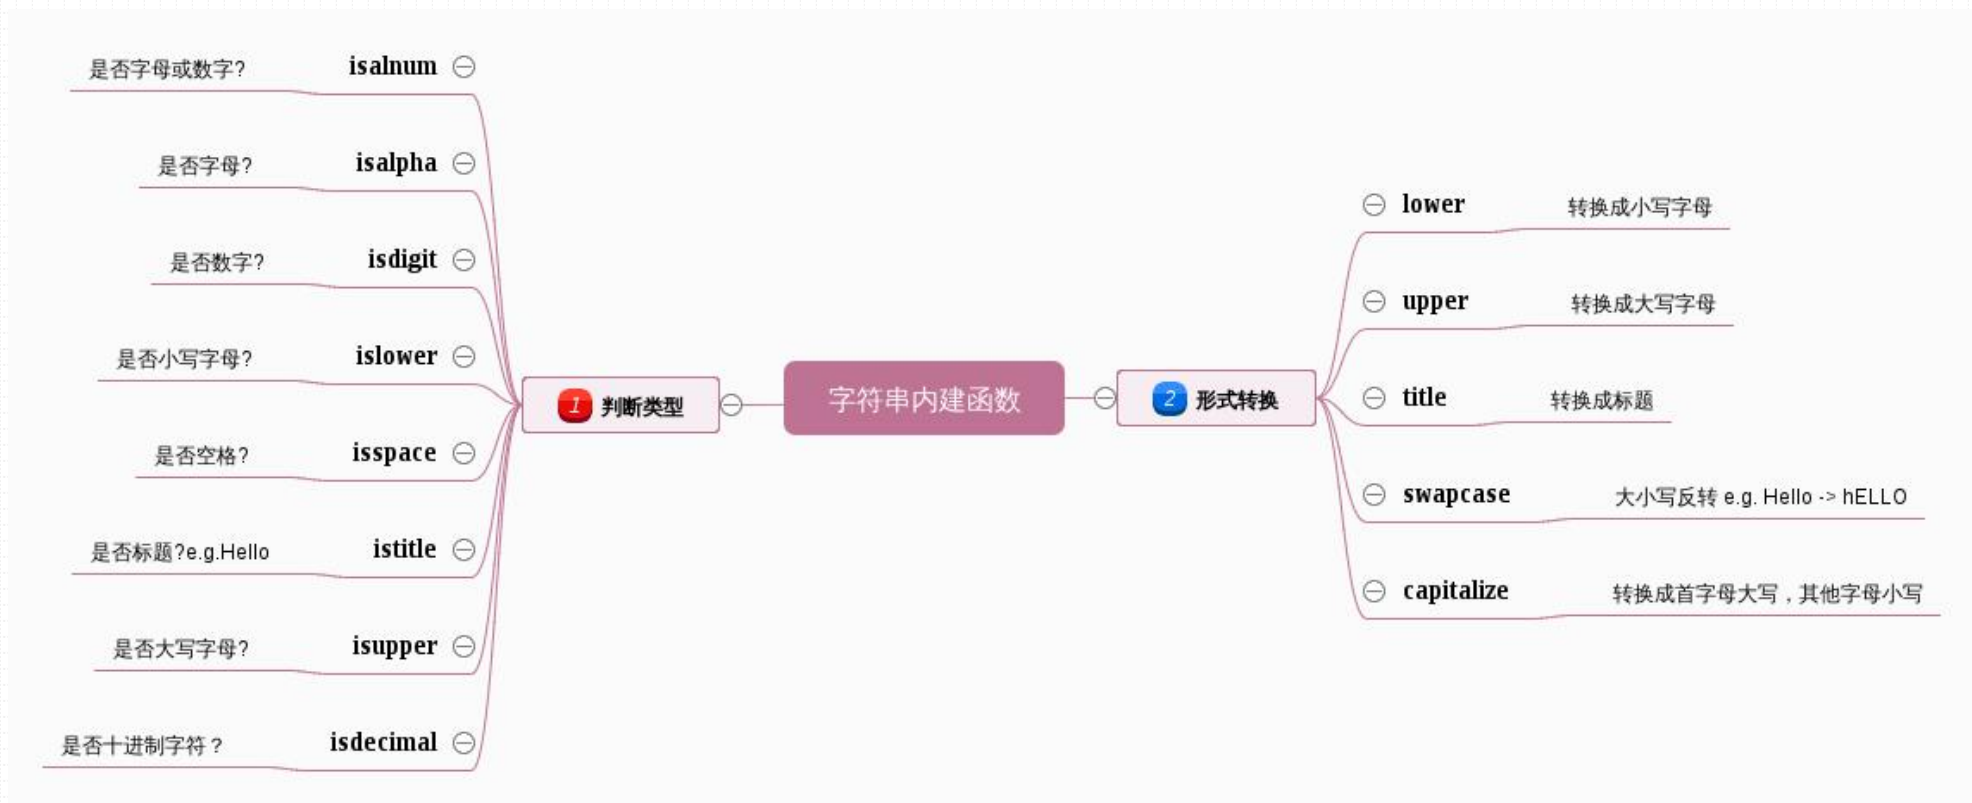 字符串内建函数
1 判断类型
isalnum 是否字母或数字?
isalpha 是否字母?
isdigit 是否数字?
islower 是否小写字母?
isspace 是否空格?
istitle 是否标题?e.g.Hello
isupper 是否大写字母?
isdecimal 是否十进制字符？
2 形式转换
lower 转换成小写字母
upper 转换成大写字母
title 转换成标题
swapcase 大小写反转 e.g. Hello -> hELLO
capitalize 转换成首字母大写，其他字母小写